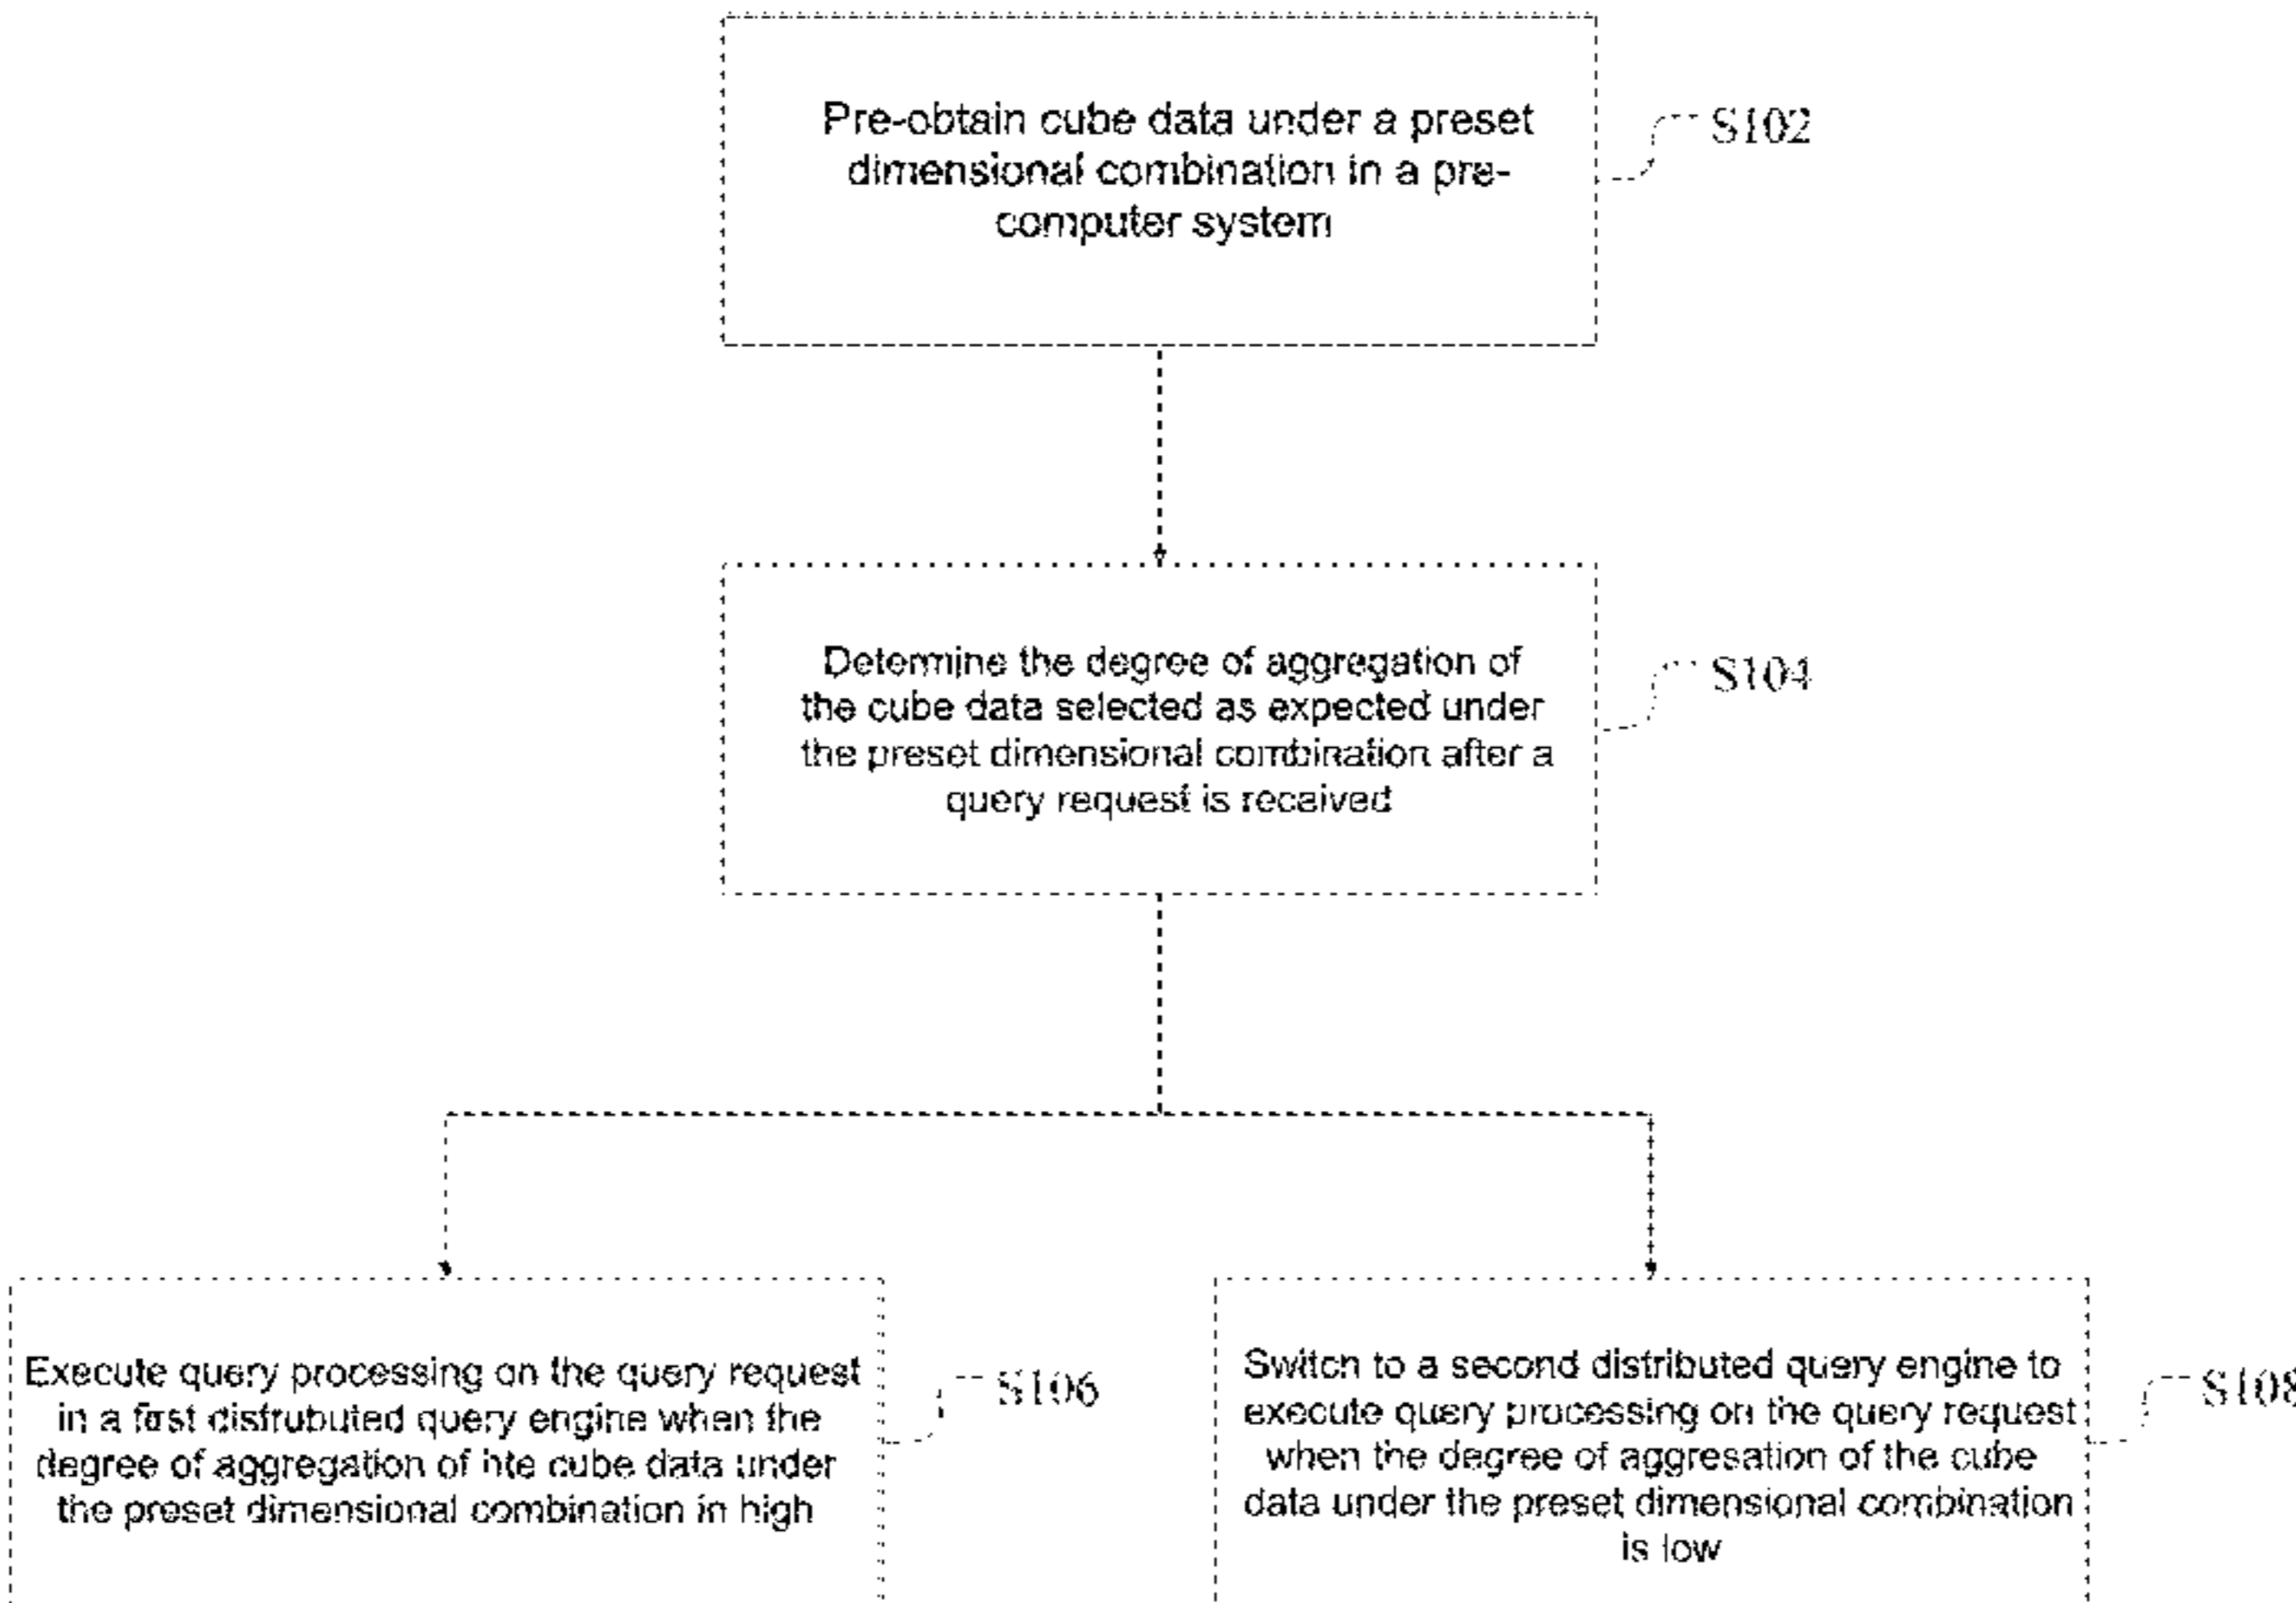 Pre-obtain cube data under a preset
dimensional combination in a pre-
computer system
S102
Determine the degree of aggregation of
the cube data selected as expected under
the preset dimensional combination after a
query request is received
S104
Execute query processing on the query request
in a first distrubuted query engine when the
degree of aggregation of hte cube data under
the preset dimensional combination in high
S106
Switch to a second distributed query engine to
execute query processing on the query request
when the degree of aggresation of the cube
data under the preset dimensional combination
is low
S108